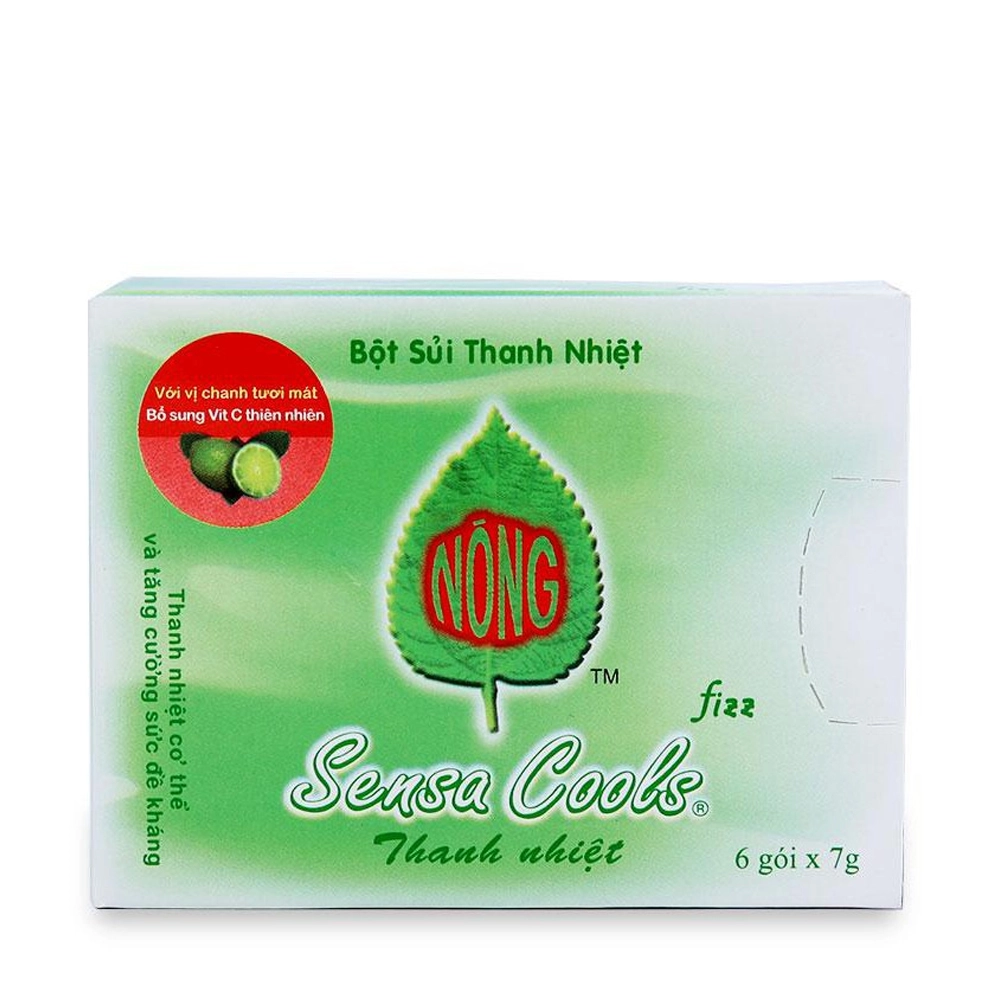 fizz
Bột Sủi Thanh Nhiệt
Với vị chanh tươi mát
Bổ sung Vit C thiên nhiên
NÓNG
TM
Thanh nhiệt cơ thể
và tăng cường sức đề kháng
fizz
Sensa Cools®
Thanh nhiệt
6 gói x 7g